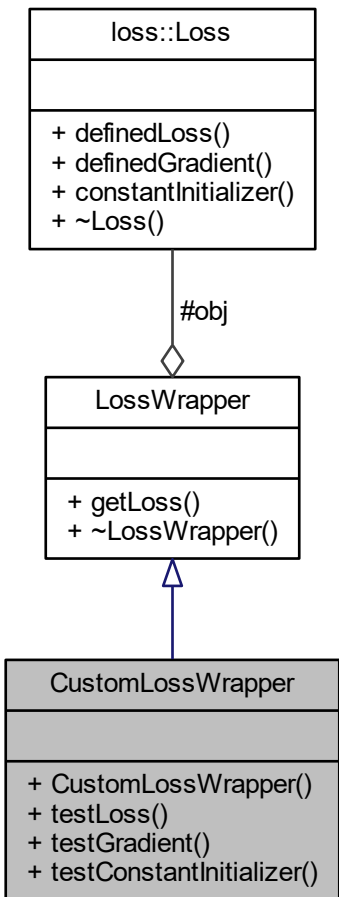 loss::Loss
+ definedLoss()
+ definedGradient()
+ constantInitializer()
+ ~Loss()
#obj
LossWrapper
+ getLoss()
+ ~LossWrapper()
CustomLossWrapper
+ CustomLossWrapper()
+ testLoss()
+ testGradient()
+ testConstantInitializer()